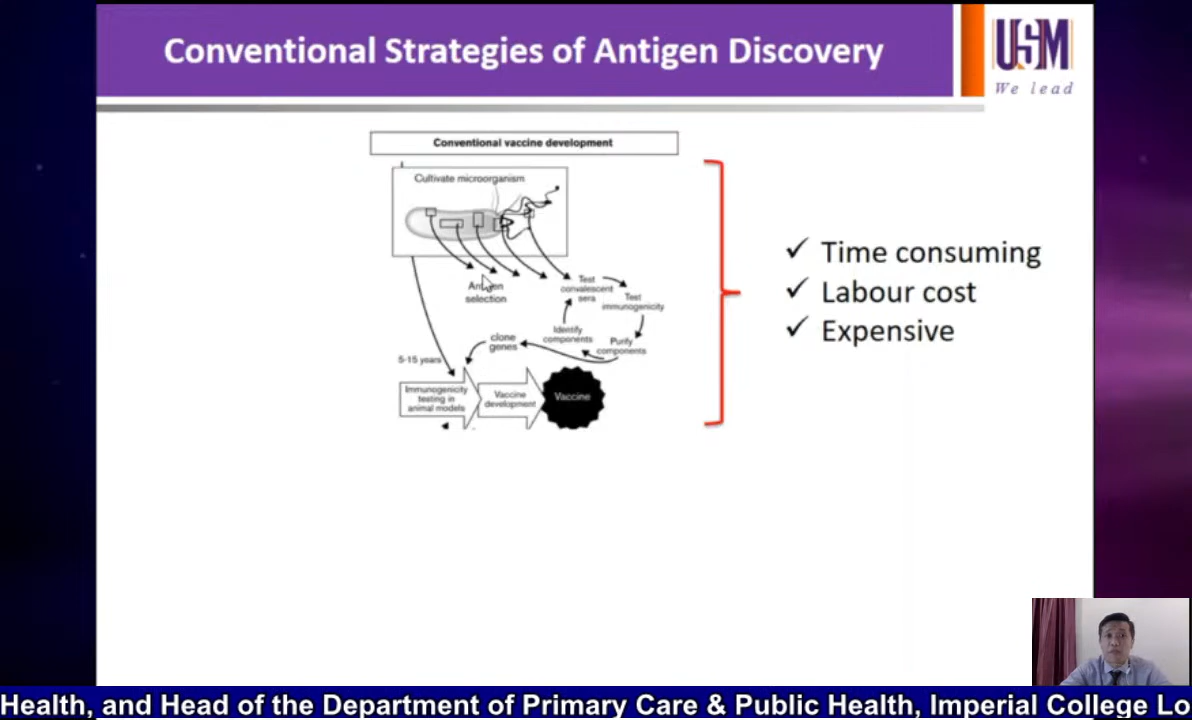 Conventional Strategies of Antigen Discovery
USM
We lead
Conventional vaccine development
Cultivate microorganism
Antigen
selection
Test
convalescent
sera
Test
immunogenicity
Identify
components
Purify
components
clone
genes
5-15 years
Immunogenicity
testing in
animal models
Vaccine
development
Vaccine
✓ Time consuming
✓ Labour cost
✓ Expensive
Health, and Head of the Department of Primary Care & Public Health, Imperial College Lo